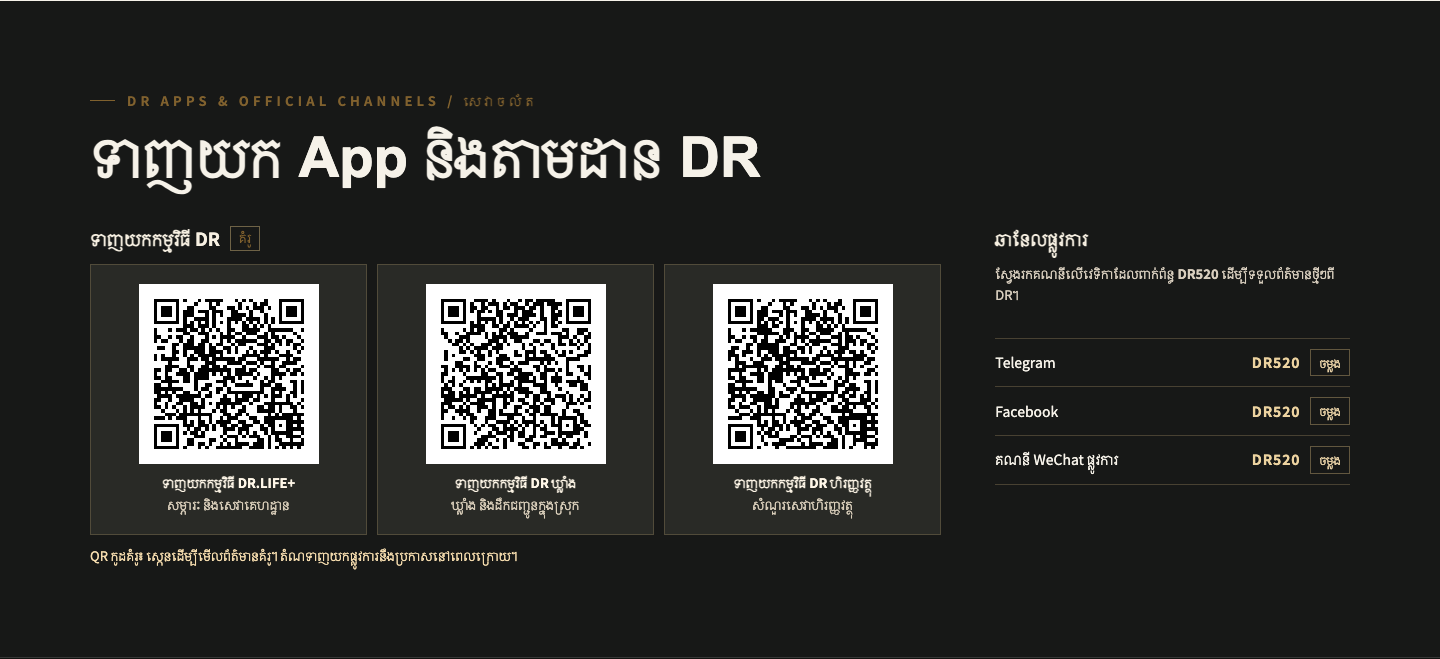 DR APPS & OFFICIAL CHANNELS / សេវាចល័ត
ទាញយក App និងតាមដាន DR
ទាញយកកម្មវិធី DR គំរូ
ទាញយកកម្មវិធី DR.LIFE+
សម្ភារៈ និងសេវាគេហដ្ឋាន
ទាញយកកម្មវិធី DR ឃ្លាំង
ឃ្លាំង និងដឹកជញ្ជូនក្នុងស្រុក
ទាញយកកម្មវិធី DR ហិរញ្ញវត្ថុ
សំណួរសេវាហិរញ្ញវត្ថុ
QR កូដគំរូ៖ ស្កេនដើម្បីមើលព័ត៌មានគំរូ។ តំណទាញយកផ្លូវការនឹងប្រកាសនៅពេលក្រោយ។
ឆានែលផ្លូវការ
ស្វែងរកគណនីលើវេទិកាដែលពាក់ព័ន្ធ DR520 ដើម្បីទទួលព័ត៌មានថ្មីៗពី
DR។
Telegram DR520 ចម្លង
Facebook DR520 ចម្លង
គណនី WeChat ផ្លូវការ DR520 ចម្លង